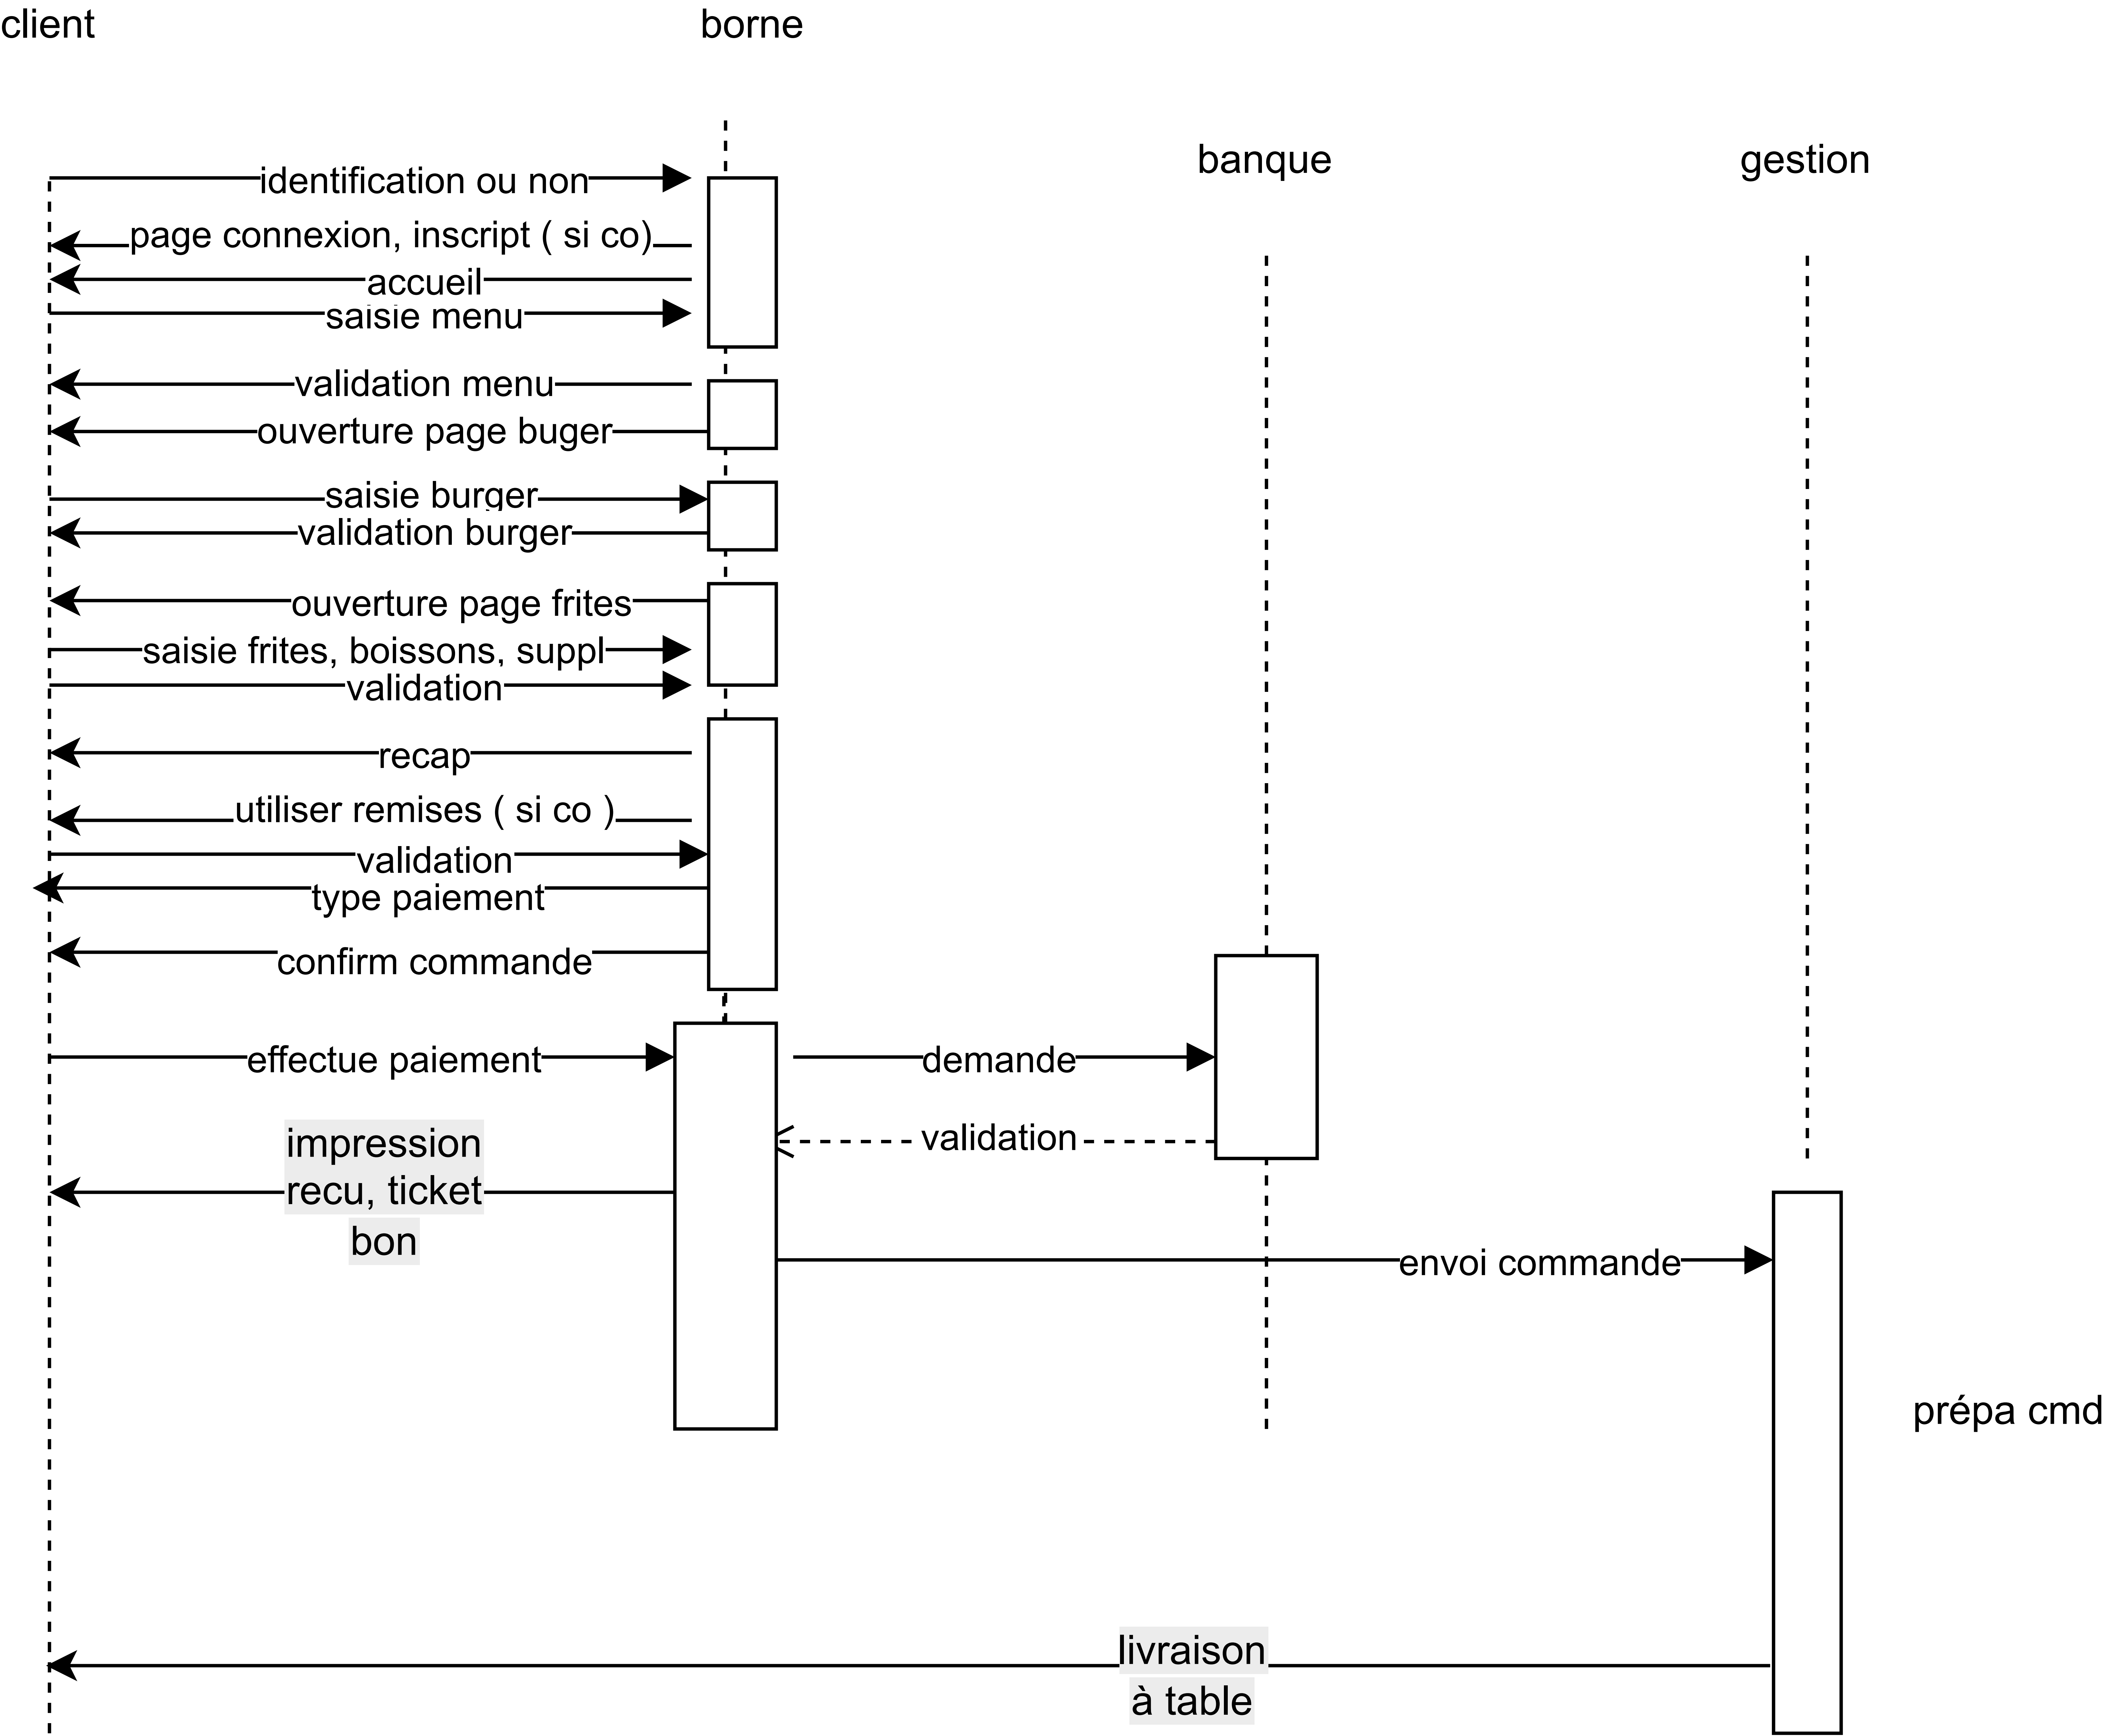 client
borne
banque
gestion
identification ou non
page connexion, inscript ( si co)
accueil
saisie menu
validation menu
ouverture page buger
saisie burger
validation burger
ouverture page frites
saisie frites, boissons, suppl
validation
recap
utiliser remises ( si co )
validation
type paiement
confirm commande
effectue paiement
demande
validation
impression
recu, ticket
bon
envoi commande
prépa cmd
livraison
à table